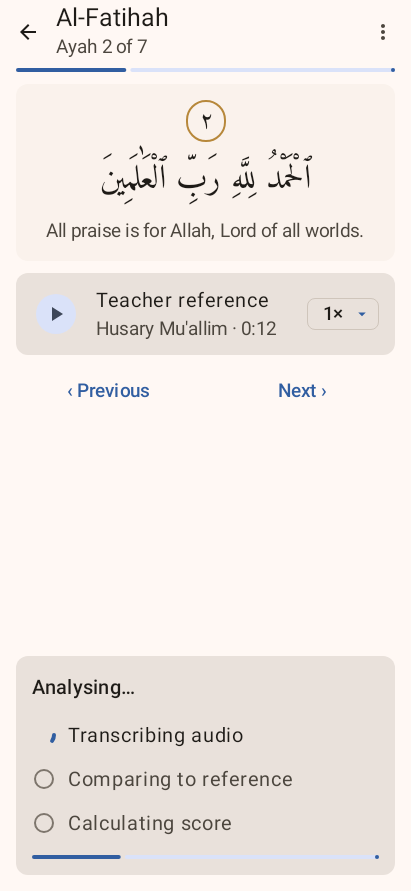 Al-Fatihah
Ayah 2 of 7
٢
ٱلْحَمْدُ لِلَّهِ رَبِّ ٱلْعَٰلَمِينَ
All praise is for Allah, Lord of all worlds.
Teacher reference
Husary Mu'allim · 0:12
1×
‹ Previous
Next ›
Analysing…
Transcribing audio
Comparing to reference
Calculating score